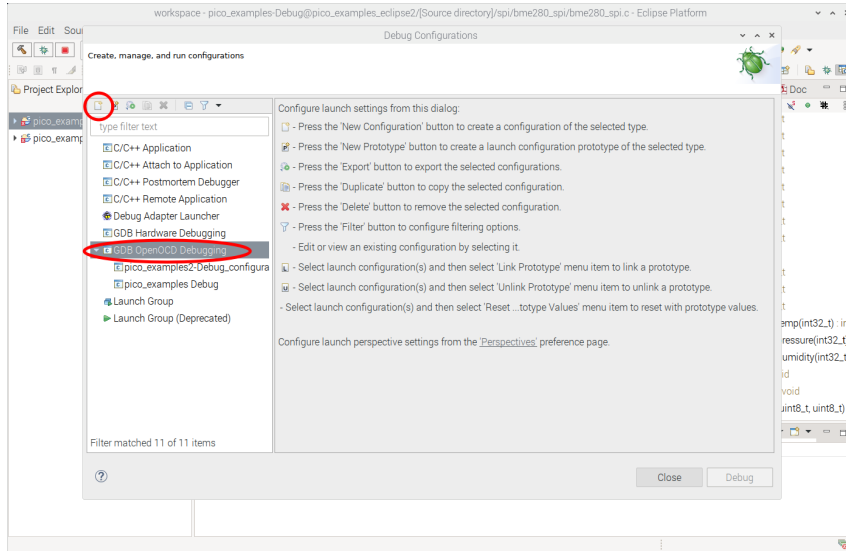 workspace - pico_examples-Debug@pico_examples_eclipse2/[Source directory]/spi/bme280_spi/bme280_spi.c - Eclipse Platform
File Edit Sour
Debug Configurations
Create, manage, and run configurations
Project Explor
Doc
type filter text
C/C++ Application
C/C++ Attach to Application
C/C++ Postmortem Debugger
C/C++ Remote Application
Debug Adapter Launcher
GDB Hardware Debugging
GDB OpenOCD Debugging
pico_examples2-Debug_configura
pico_examples Debug
Launch Group
Launch Group (Deprecated)
Filter matched 11 of 11 items
pico_examp
pico_examp
Configure launch settings from this dialog:
- Press the 'New Configuration' button to create a configuration of the selected type.
- Press the 'New Prototype' button to create a launch configuration prototype of the selected type.
- Press the 'Export' button to export the selected configurations.
- Press the 'Duplicate' button to copy the selected configuration.
- Press the 'Delete' button to remove the selected configuration.
- Press the 'Filter' button to configure filtering options.
- Edit or view an existing configuration by selecting it.
- Select launch configuration(s) and then select 'Link Prototype' menu item to link a prototype.
- Select launch configuration(s) and then select 'Unlink Prototype' menu item to unlink a prototype.
- Select launch configuration(s) and then select 'Reset ...totype Values' menu item to reset with prototype values.
Configure launch perspective settings from the 'Perspectives' preference page.
emp(int32_t) : in
ressure(int32_t
umidity(int32_t
id
void
uint8_t, uint8_t)
Close
Debug